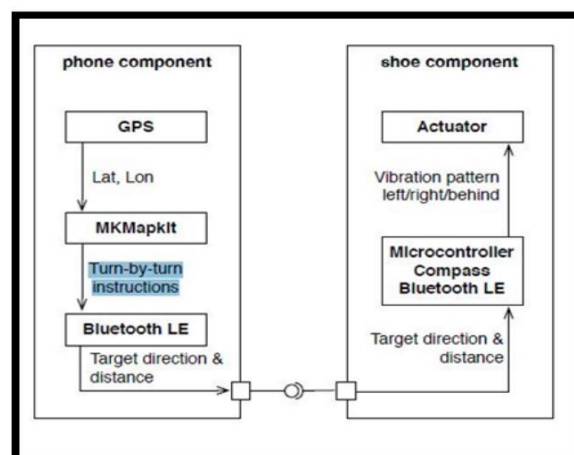 phone component
GPS
Lat, Lon
MKMapkit
Turn-by-turn
instructions
Bluetooth LE
Target direction &
distance
shoe component
Actuator
Vibration pattern
left/right/behind
Microcontroller
Compass
Bluetooth LE
Target direction &
distance